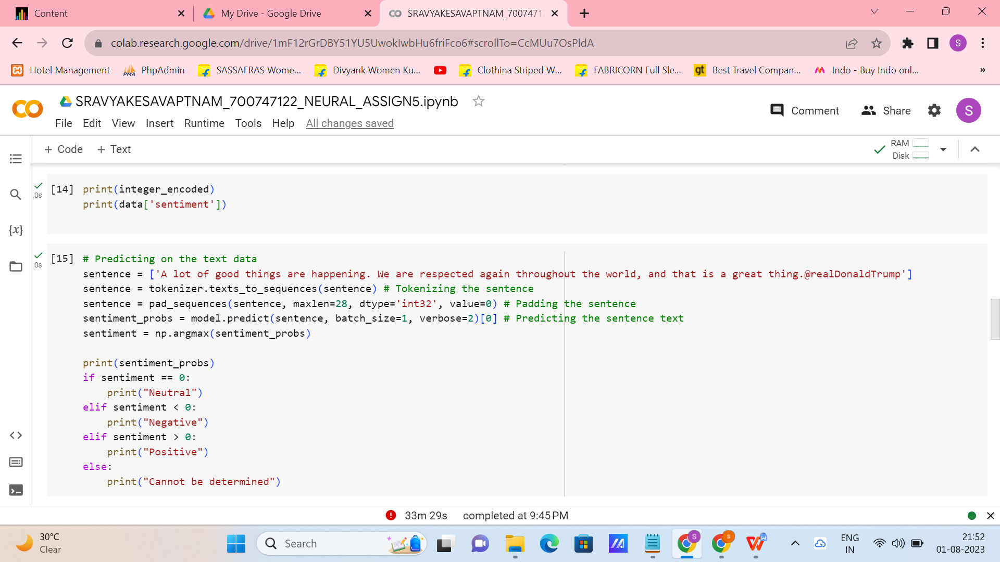 Content
My Drive - Google Drive
SRAVYAKESAVAPTNAM_7007471
colab.research.google.com/drive/1mF12rGrDBY51YU5UwoklwbHu6friFco6#scrollTo=CcMUu7OsPldA
S
Hotel Management
PMA
PhpAdmin
SASSAFRAS Wome...
Divyank Women Ku...
Clothina Striped W...
FABRICORN Full Sle...
gt
Best Travel Compan...
Indo - Buy Indo onl...
»
SRAVYAKESAVAPTNAM_700747122_NEURAL_ASSIGN5.ipynb
Comment
Share
S
File Edit View Insert Runtime Tools Help All changes saved
+ Code + Text
RAM
Disk
0s
[14] print(integer_encoded)
print(data['sentiment'])
{x}
0s
[15] # Predicting on the text data
sentence = ['A lot of good things are happening. We are respected again throughout the world, and that is a great thing.@realDonaldTrump']
sentence = tokenizer.texts_to_sequences(sentence) # Tokenizing the sentence
sentence = pad_sequences(sentence, maxlen=28, dtype='int32', value=0) # Padding the sentence
sentiment_probs = model.predict(sentence, batch_size=1, verbose=2)[0] # Predicting the sentence text
sentiment = np.argmax(sentiment_probs)
print(sentiment_probs)
if sentiment == 0:
    print("Neutral")
elif sentiment < 0:
    print("Negative")
elif sentiment > 0:
    print("Positive")
else:
    print("Cannot be determined")
33m 29s completed at 9:45 PM
30°C
Clear
Search
ENG
IN
21:52
01-08-2023